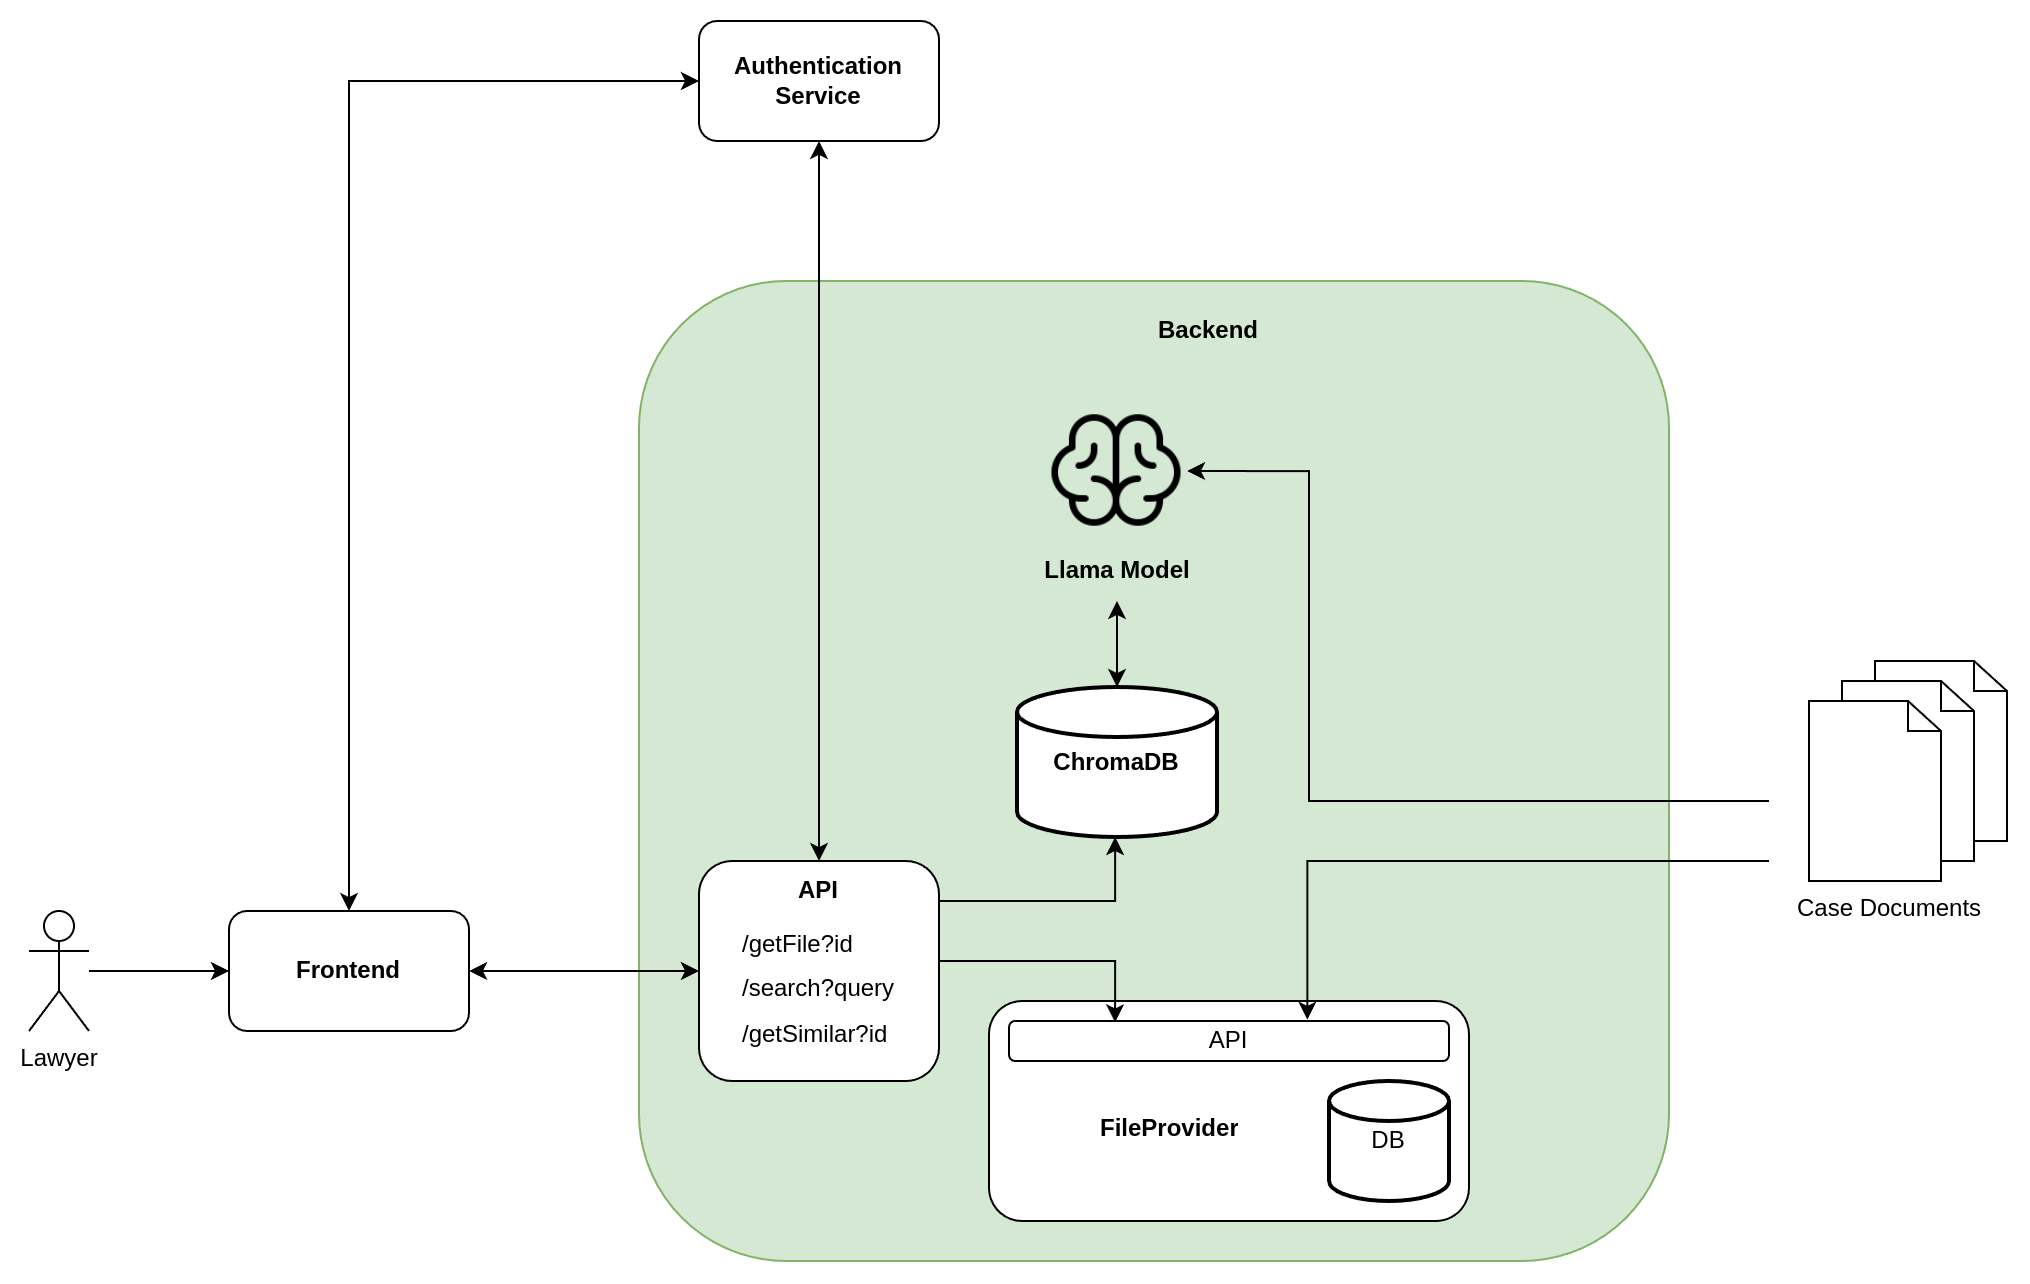 Authentication
Service
Backend
Llama Model
ChromaDB
API
/getFile?id
/search?query
/getSimilar?id
Frontend
Lawyer
API
FileProvider
DB
Case Documents